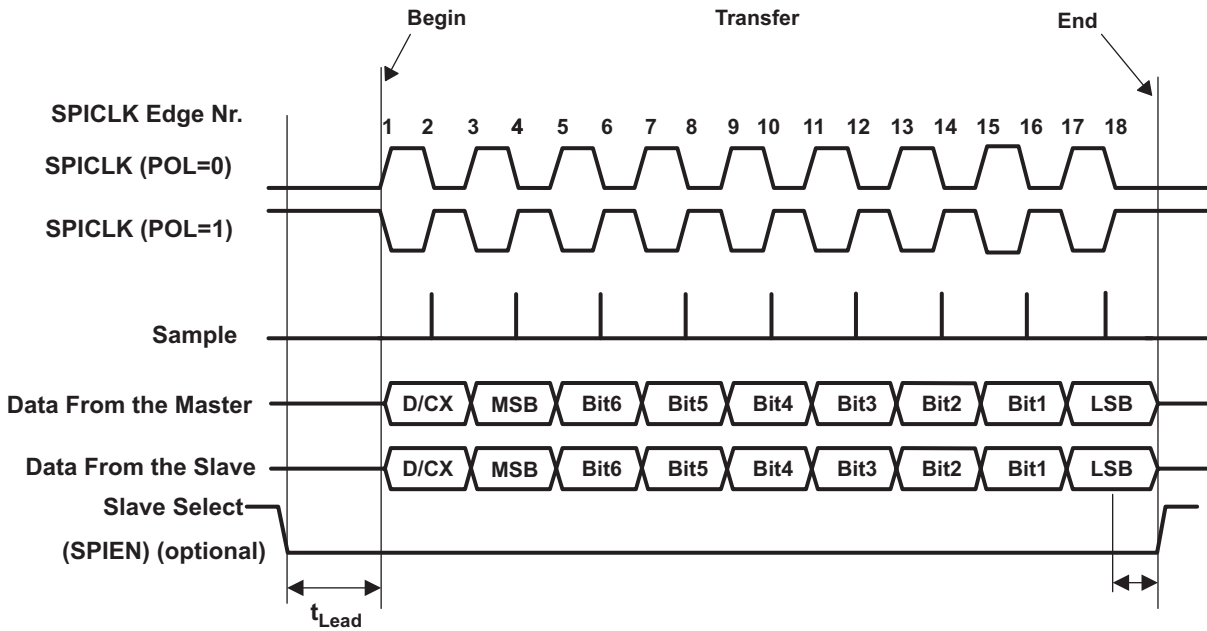 Begin Transfer End
SPICLK Edge Nr.
1 2 3 4 5 6 7 8 9 10 11 12 13 14 15 16 17 18
SPICLK (POL=0)
SPICLK (POL=1)
Sample
Data From the Master
D/CX MSB Bit6 Bit5 Bit4 Bit3 Bit2 Bit1 LSB
Data From the Slave
D/CX MSB Bit6 Bit5 Bit4 Bit3 Bit2 Bit1 LSB
Slave Select
(SPIEN) (optional)
tLead